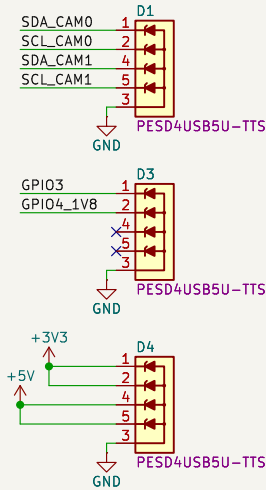 D1
SDA_CAM0 1
SCL_CAM0 2
SDA_CAM1 4
SCL_CAM1 5
3
GND
PESD4USB5U-TTS
D3
GPIO3 1
GPIO4_1V8 2
4
5
3
GND
PESD4USB5U-TTS
D4
+3V3
1
+5V
2
4
5
3
GND
PESD4USB5U-TTS